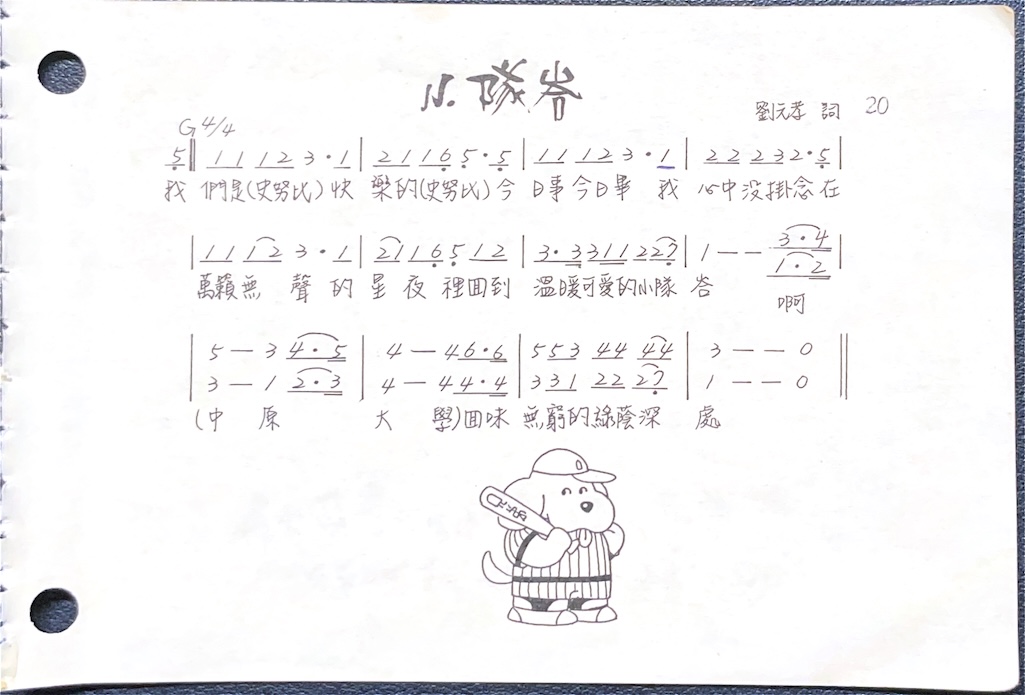 小隊峇
劉元孝 詞 20
G 4/4
5‖ 1 1 1 2 3 · 1 | 2 1 1 6 5 · 5 | 1 1 1 2 3 · 1 | 2 2 2 3 2 · 5 |
找 們是(史努比) 快 樂的(史努比) 今 日事今日畢 我 心中沒掛念在
| 1 1 1 2 3 · 1 | 2 1 1 6 5 1 2 | 3 · 3 3 1 1 2 2 7 | 1 — — 3 · 4 |
1 · 2
萬籟無 聲 的 星 夜 裡回到 溫暖可愛的小隊 峇 啊
| 5 — 3 4 · 5 | 4 — 4 6 · 6 | 5 5 3 4 4 4 4 | 3 — — 0 ‖
3 — 1 2 · 3 | 4 — 4 4 · 4 | 3 3 1 2 2 2 7 | 1 — — 0
(中 原 大 學)回味 無窮的綠蔭深 處